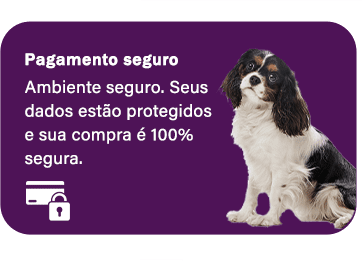 Pagamento seguro
Ambiente seguro. Seus
dados estão protegidos
e sua compra é 100%
segura.